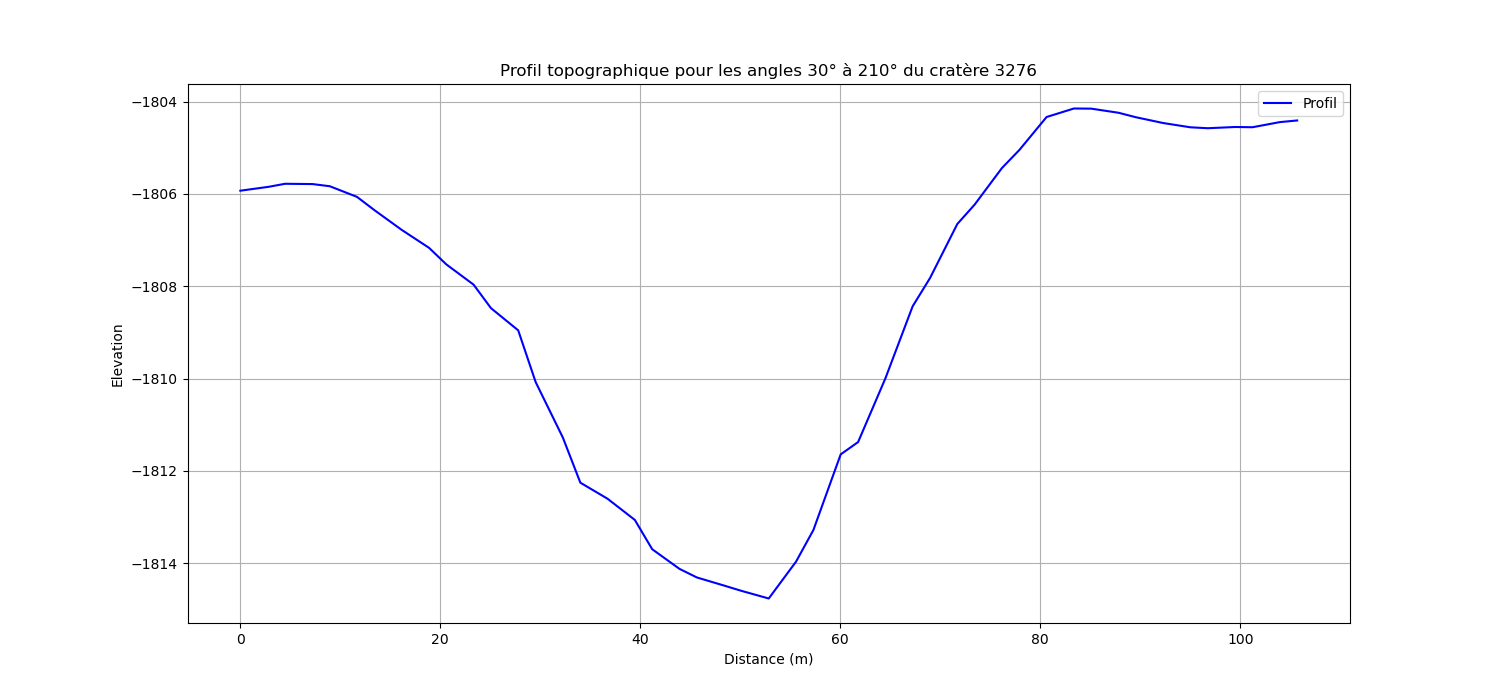 Profil topographique pour les angles 30° à 210° du cratère 3276
Profil
−1804
−1806
−1808
−1810
−1812
−1814
Elevation
0 20 40 60 80 100
Distance (m)